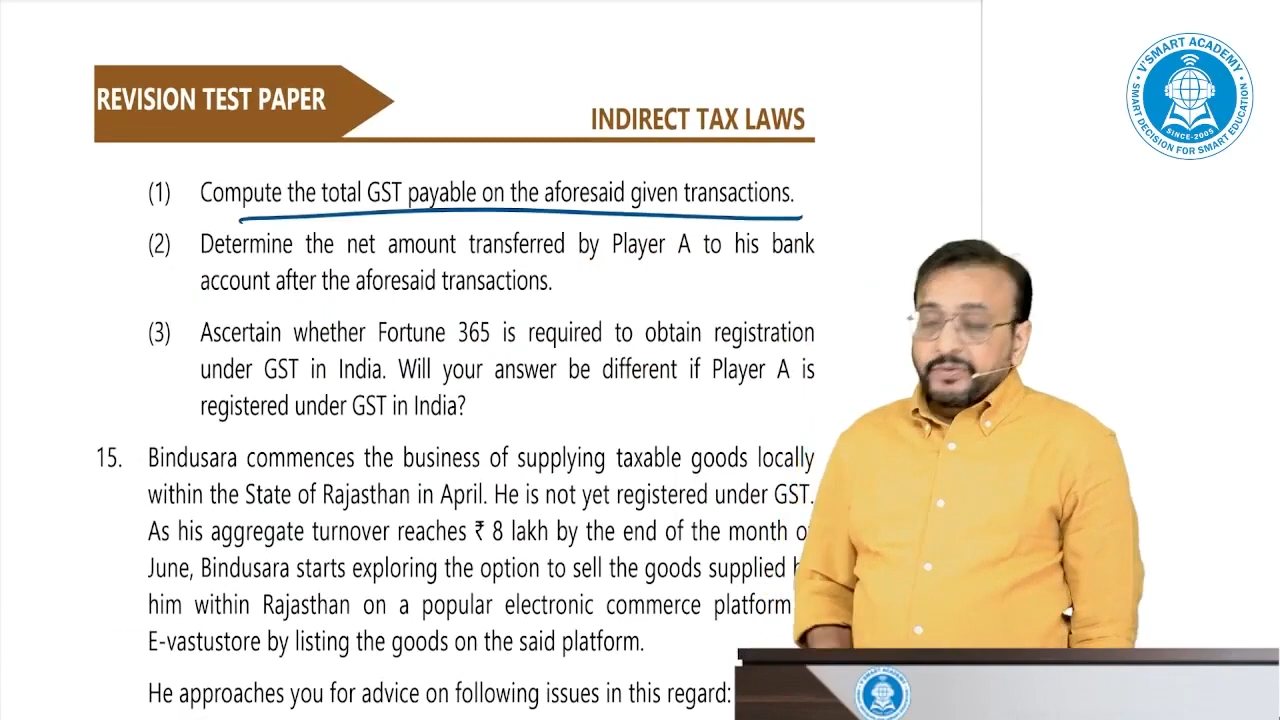 REVISION TEST PAPER
INDIRECT TAX LAWS
V'SMART ACADEMY
SMART DECISION FOR SMART EDUCATION
SINCE-2005
(1) Compute the total GST payable on the aforesaid given transactions.
(2) Determine the net amount transferred by Player A to his bank
account after the aforesaid transactions.
(3) Ascertain whether Fortune 365 is required to obtain registration
under GST in India. Will your answer be different if Player A is
registered under GST in India?
15. Bindusara commences the business of supplying taxable goods locally
within the State of Rajasthan in April. He is not yet registered under GST.
As his aggregate turnover reaches ₹ 8 lakh by the end of the month
June, Bindusara starts exploring the option to sell the goods supplied
him within Rajasthan on a popular electronic commerce platform
E-vastustore by listing the goods on the said platform.
He approaches you for advice on following issues in this regard: